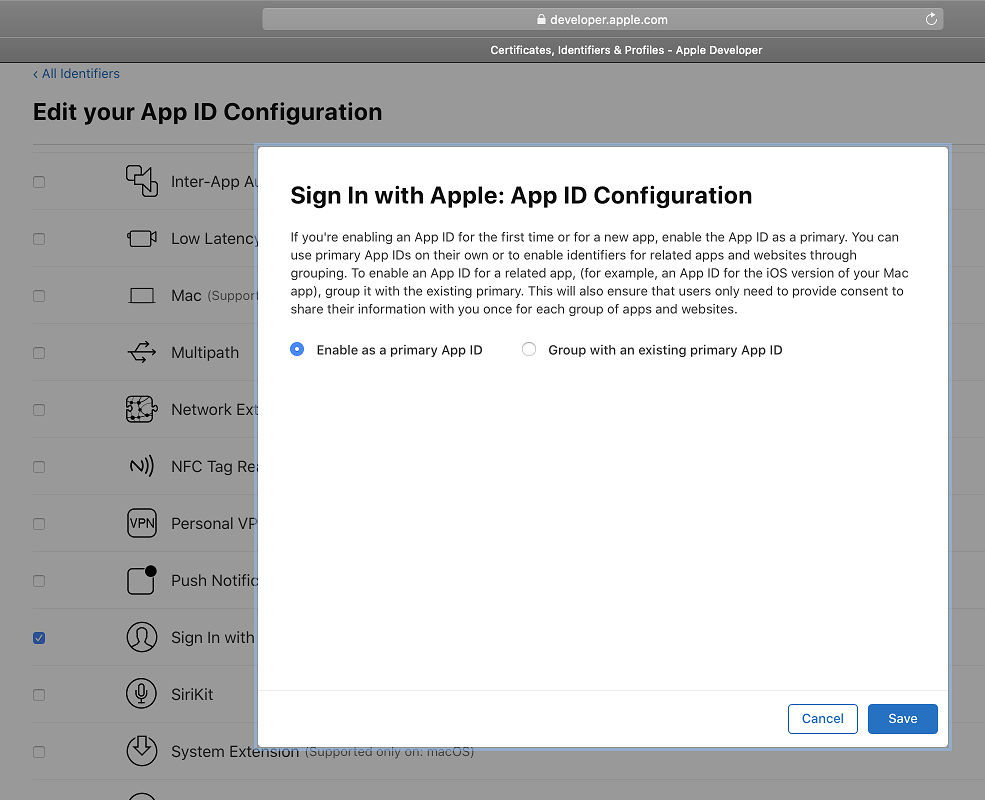 developer.apple.com
Certificates, Identifiers & Profiles - Apple Developer
‹ All Identifiers
Edit your App ID Configuration
Inter-App Au
Low Latency
Mac (Support
Multipath
Network Ext
NFC Tag Rea
VPN
Personal VP
Push Notific
Sign In with
SiriKit
System Extension (Supported only on: macOS)
Sign In with Apple: App ID Configuration
If you're enabling an App ID for the first time or for a new app, enable the App ID as a primary. You can
use primary App IDs on their own or to enable identifiers for related apps and websites through
grouping. To enable an App ID for a related app, (for example, an App ID for the iOS version of your Mac
app), group it with the existing primary. This will also ensure that users only need to provide consent to
share their information with you once for each group of apps and websites.
Enable as a primary App ID
Group with an existing primary App ID
Cancel
Save